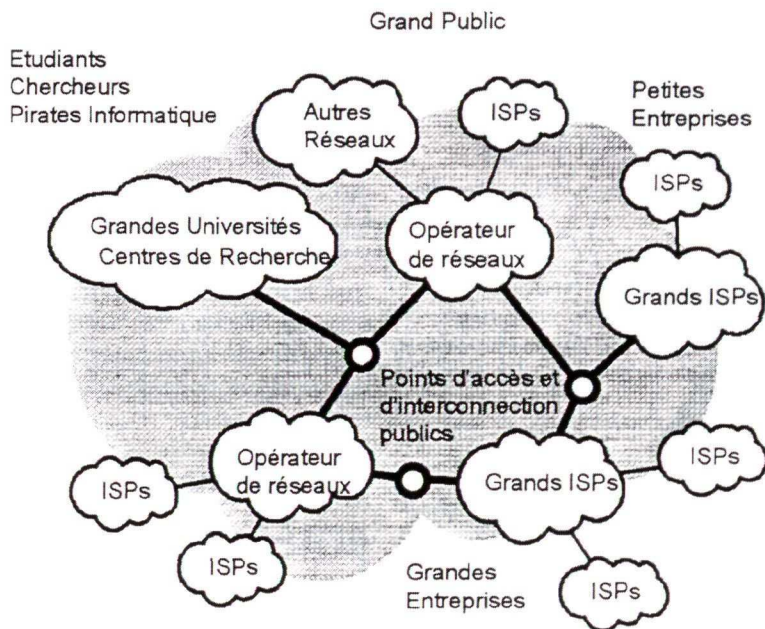 Grand Public
Etudiants
Chercheurs
Pirates Informatique
Petites
Entreprises
Autres
Réseaux
ISPs
ISPs
Grandes Universités
Centres de Recherche
Opérateur
de réseaux
Grands ISPs
Points d'accès et
d'interconnection
publics
Opérateur
de réseaux
Grands ISPs
ISPs
ISPs
ISPs
Grandes
Entreprises
ISPs